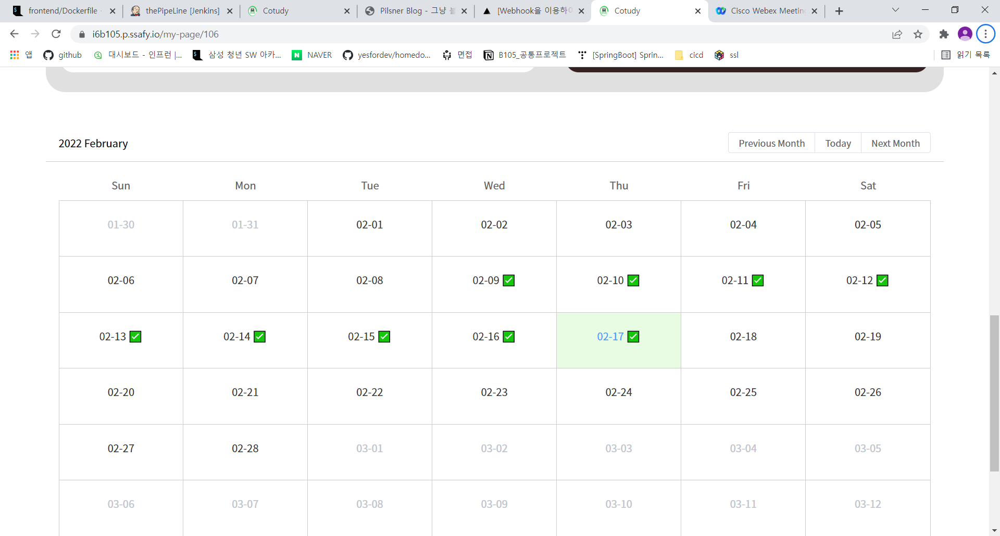 frontend/Dockerfile
thePipeLine [Jenkins]
Cotudy
Pilsner Blog - 그냥 블
[Webhook을 이용하여
Cotudy
Cisco Webex Meeting
i6b105.p.ssafy.io/my-page/106
앱
github
대시보드 - 인프런 |...
삼성 청년 SW 아카...
NAVER
yesfordev/homedo...
면접
B105_공통프로젝트
[SpringBoot] Sprin...
cicd
ssl
읽기 목록
2022 February
Previous Month Today Next Month
Sun Mon Tue Wed Thu Fri Sat
01-30 01-31 02-01 02-02 02-03 02-04 02-05
02-06 02-07 02-08 02-09 ✅ 02-10 ✅ 02-11 ✅ 02-12 ✅
02-13 ✅ 02-14 ✅ 02-15 ✅ 02-16 ✅ 02-17 ✅ 02-18 02-19
02-20 02-21 02-22 02-23 02-24 02-25 02-26
02-27 02-28 03-01 03-02 03-03 03-04 03-05
03-06 03-07 03-08 03-09 03-10 03-11 03-12